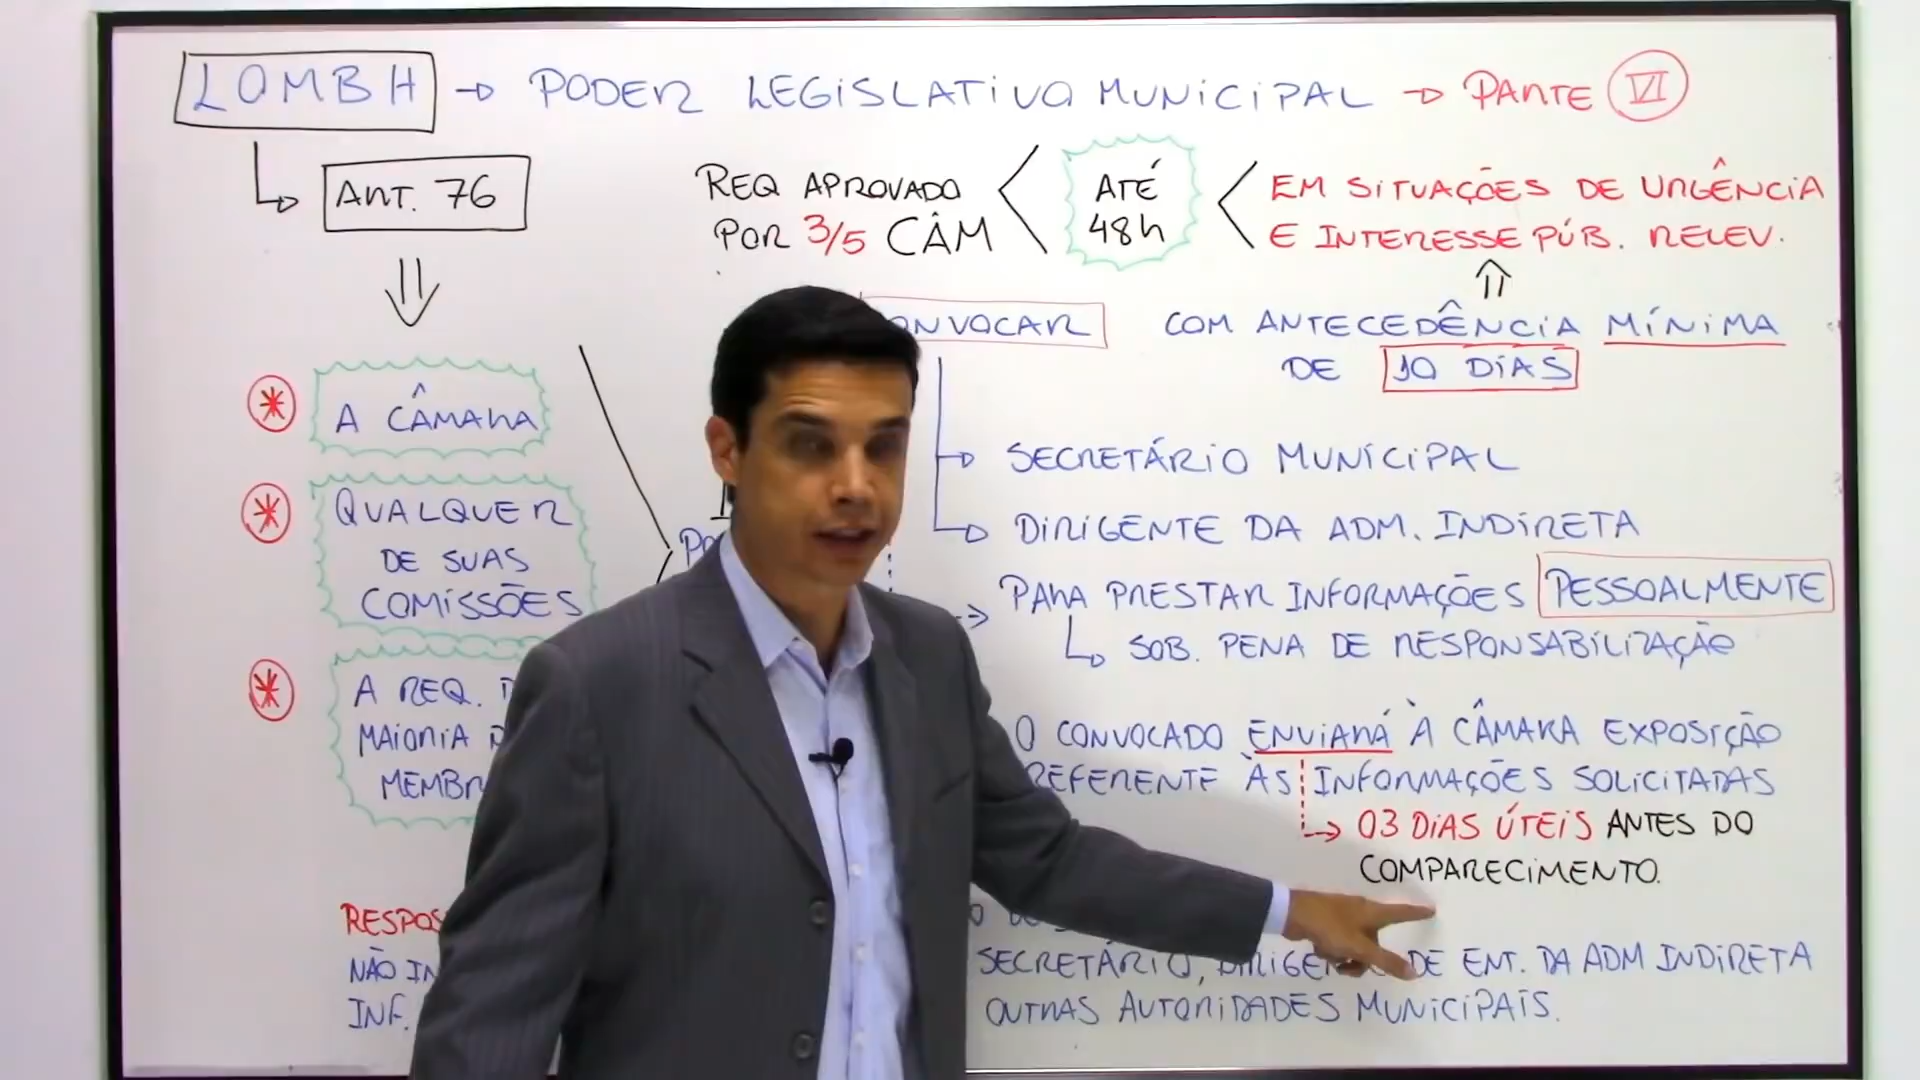 LOMBH → PODER LEGISLATIVO MUNICIPAL → PARTE VI
ART. 76
REQ APROVADO
POR 3/5 CÂM
ATÉ
48h
EM SITUAÇÕES DE URGÊNCIA
E INTERESSE PÚB. RELEV.
COM ANTECEDÊNCIA MÍNIMA
DE 10 DIAS
A CÂMARA
QUALQUER
DE SUAS
COMISSÕES
A REQ.
MAIORIA
SECRETÁRIO MUNICIPAL
DIRIGENTE DA ADM. INDIRETA
PARA PRESTAR INFORMAÇÕES PESSOALMENTE
SOB. PENA DE RESPONSABILIZAÇÃO
O CONVOCADO ENVIARÁ À CÂMARA EXPOSIÇÃO
REFERENTE ÀS INFORMAÇÕES SOLICITADAS
03 DIAS ÚTEIS ANTES DO
COMPARECIMENTO.
NÃO
INF.
SECRETÁRIO, DE ENT. DA ADM INDIRETA
OUTRAS AUTORIDADES MUNICIPAIS.